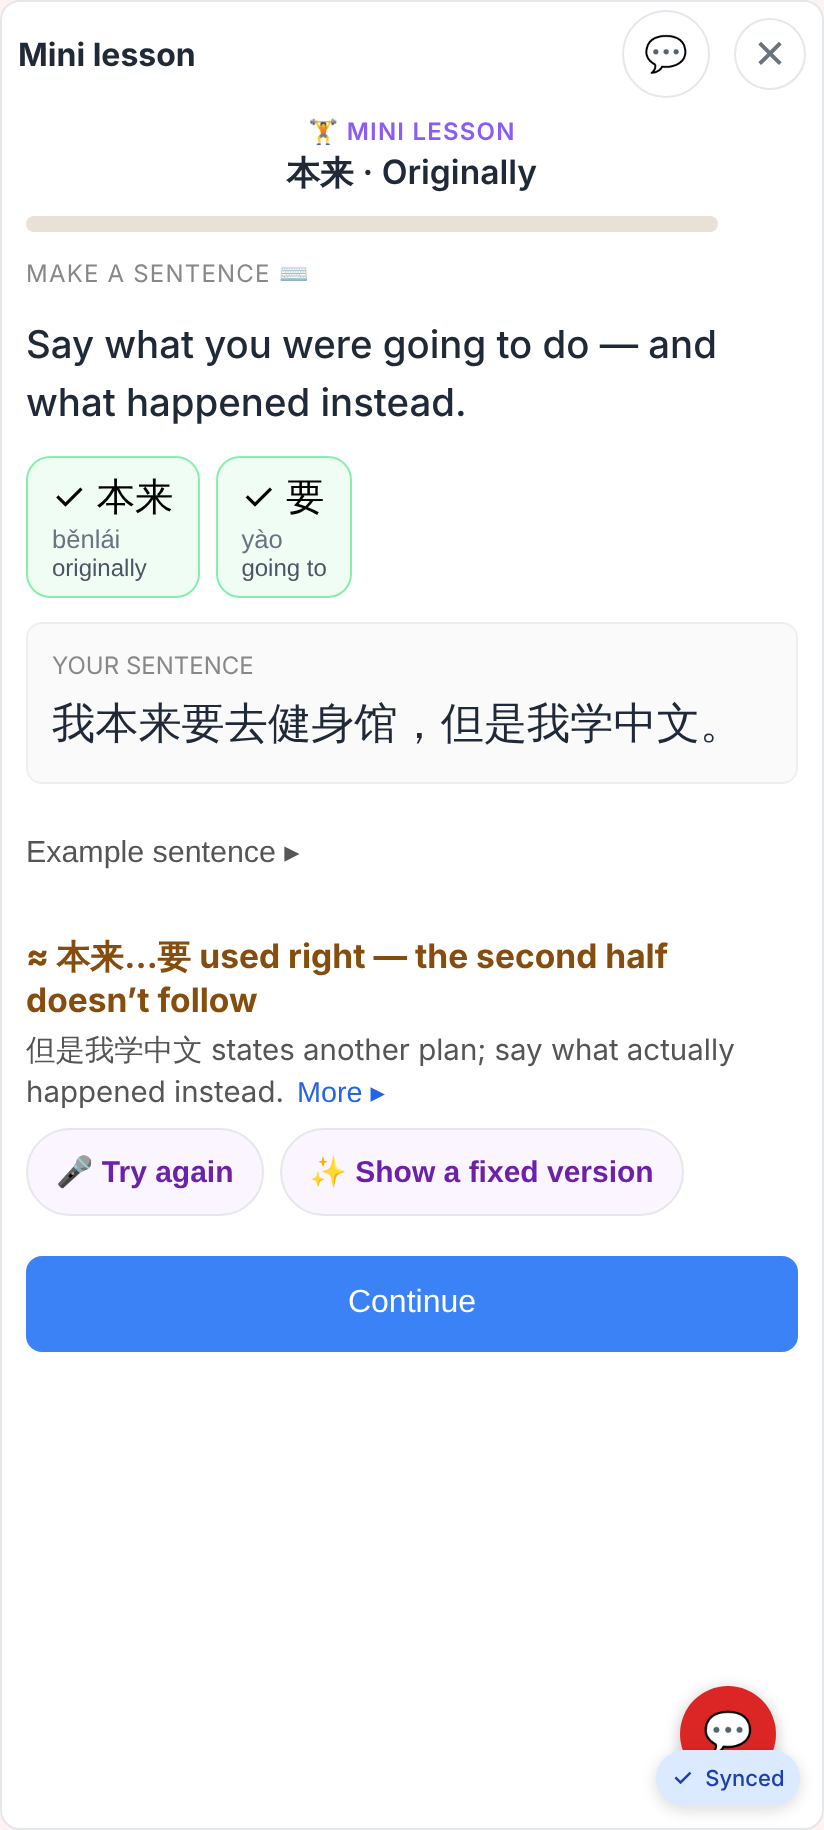 Mini lesson
💬 ✕
🏋️ MINI LESSON
本来 · Originally
MAKE A SENTENCE ⌨️
Say what you were going to do — and
what happened instead.
✓ 本来
běnlái
originally
✓ 要
yào
going to
YOUR SENTENCE
我本来要去健身馆，但是我学中文。
Example sentence ▸
≈ 本来…要 used right — the second half
doesn’t follow
但是我学中文 states another plan; say what actually
happened instead. More ▸
🎤 Try again
✨ Show a fixed version
Continue
💬
✓ Synced